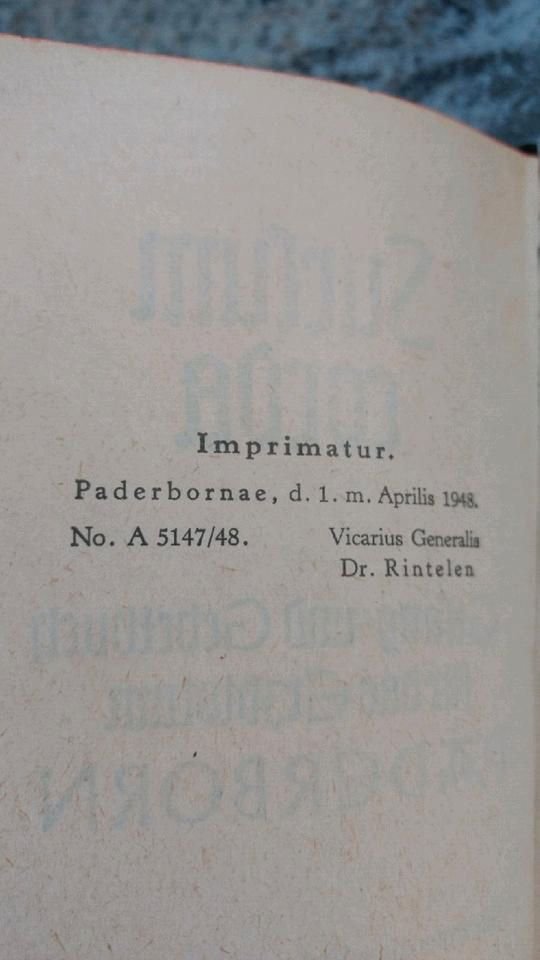 Imprimatur.
Paderbornae, d. 1. m. Aprilis 1948.
No. A 5147/48. Vicarius Generalis
Dr. Rintelen